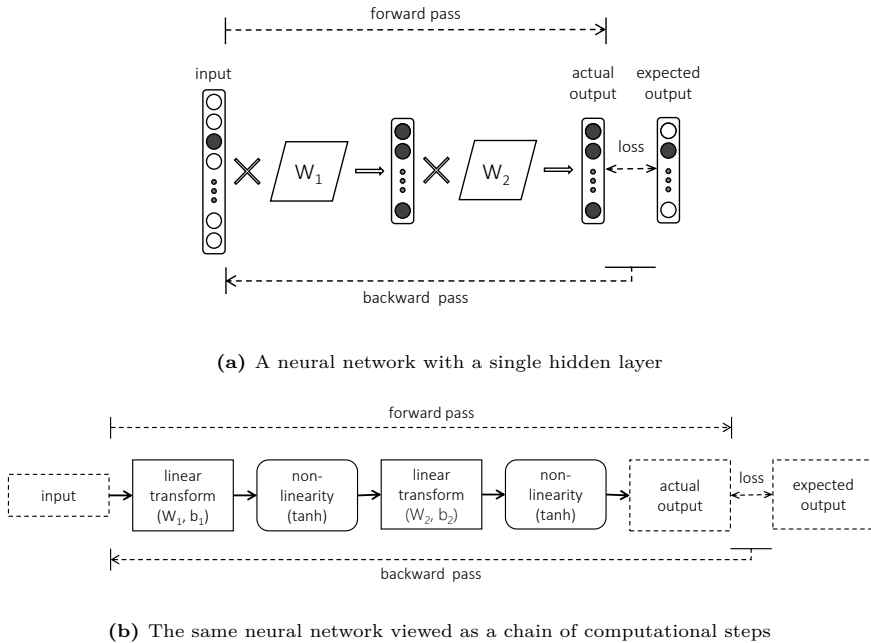 forward pass
input
actual
output
expected
output
loss
W1
W2
backward pass
(a) A neural network with a single hidden layer
forward pass
input
linear
transform
(W1, b1)
non-
linearity
(tanh)
linear
transform
(W2, b2)
non-
linearity
(tanh)
actual
output
loss
expected
output
backward pass
(b) The same neural network viewed as a chain of computational steps